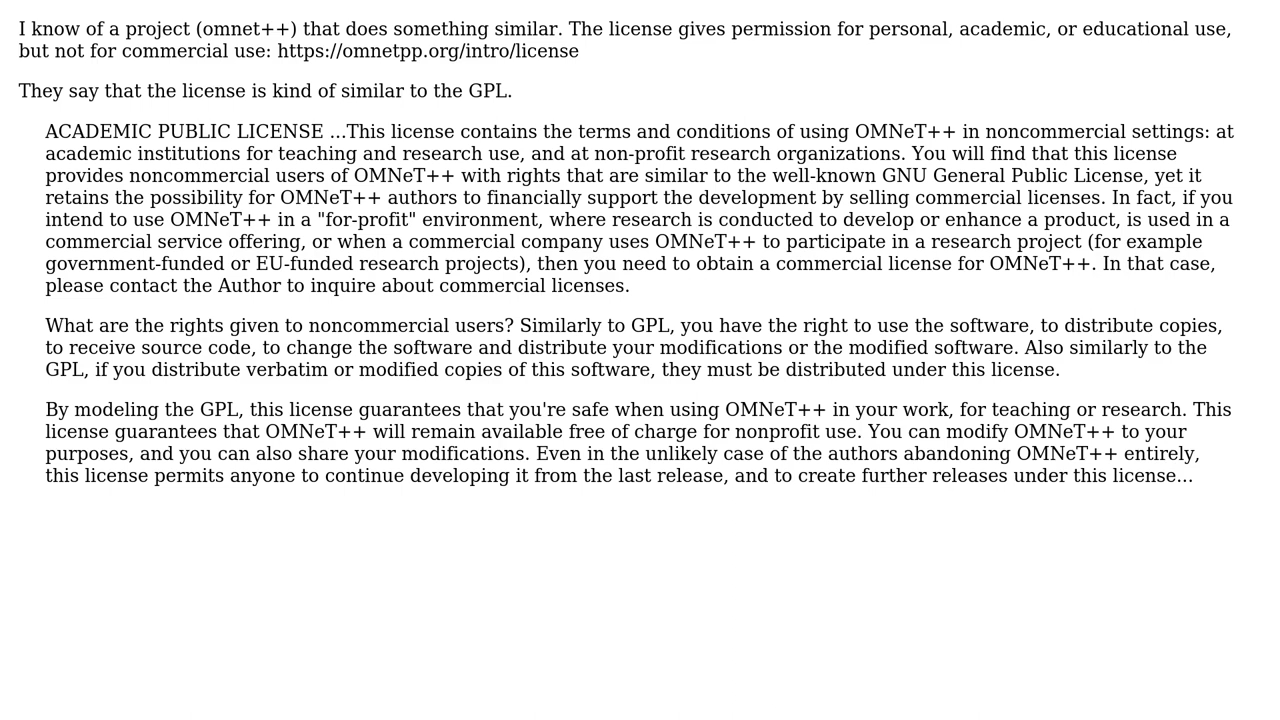 I know of a project (omnet++) that does something similar. The license gives permission for personal, academic, or educational use,
but not for commercial use: https://omnetpp.org/intro/license
They say that the license is kind of similar to the GPL.
ACADEMIC PUBLIC LICENSE ...This license contains the terms and conditions of using OMNeT++ in noncommercial settings: at
academic institutions for teaching and research use, and at non-profit research organizations. You will find that this license
provides noncommercial users of OMNeT++ with rights that are similar to the well-known GNU General Public License, yet it
retains the possibility for OMNeT++ authors to financially support the development by selling commercial licenses. In fact, if you
intend to use OMNeT++ in a "for-profit" environment, where research is conducted to develop or enhance a product, is used in a
commercial service offering, or when a commercial company uses OMNeT++ to participate in a research project (for example
government-funded or EU-funded research projects), then you need to obtain a commercial license for OMNeT++. In that case,
please contact the Author to inquire about commercial licenses.
What are the rights given to noncommercial users? Similarly to GPL, you have the right to use the software, to distribute copies,
to receive source code, to change the software and distribute your modifications or the modified software. Also similarly to the
GPL, if you distribute verbatim or modified copies of this software, they must be distributed under this license.
By modeling the GPL, this license guarantees that you're safe when using OMNeT++ in your work, for teaching or research. This
license guarantees that OMNeT++ will remain available free of charge for nonprofit use. You can modify OMNeT++ to your
purposes, and you can also share your modifications. Even in the unlikely case of the authors abandoning OMNeT++ entirely,
this license permits anyone to continue developing it from the last release, and to create further releases under this license...